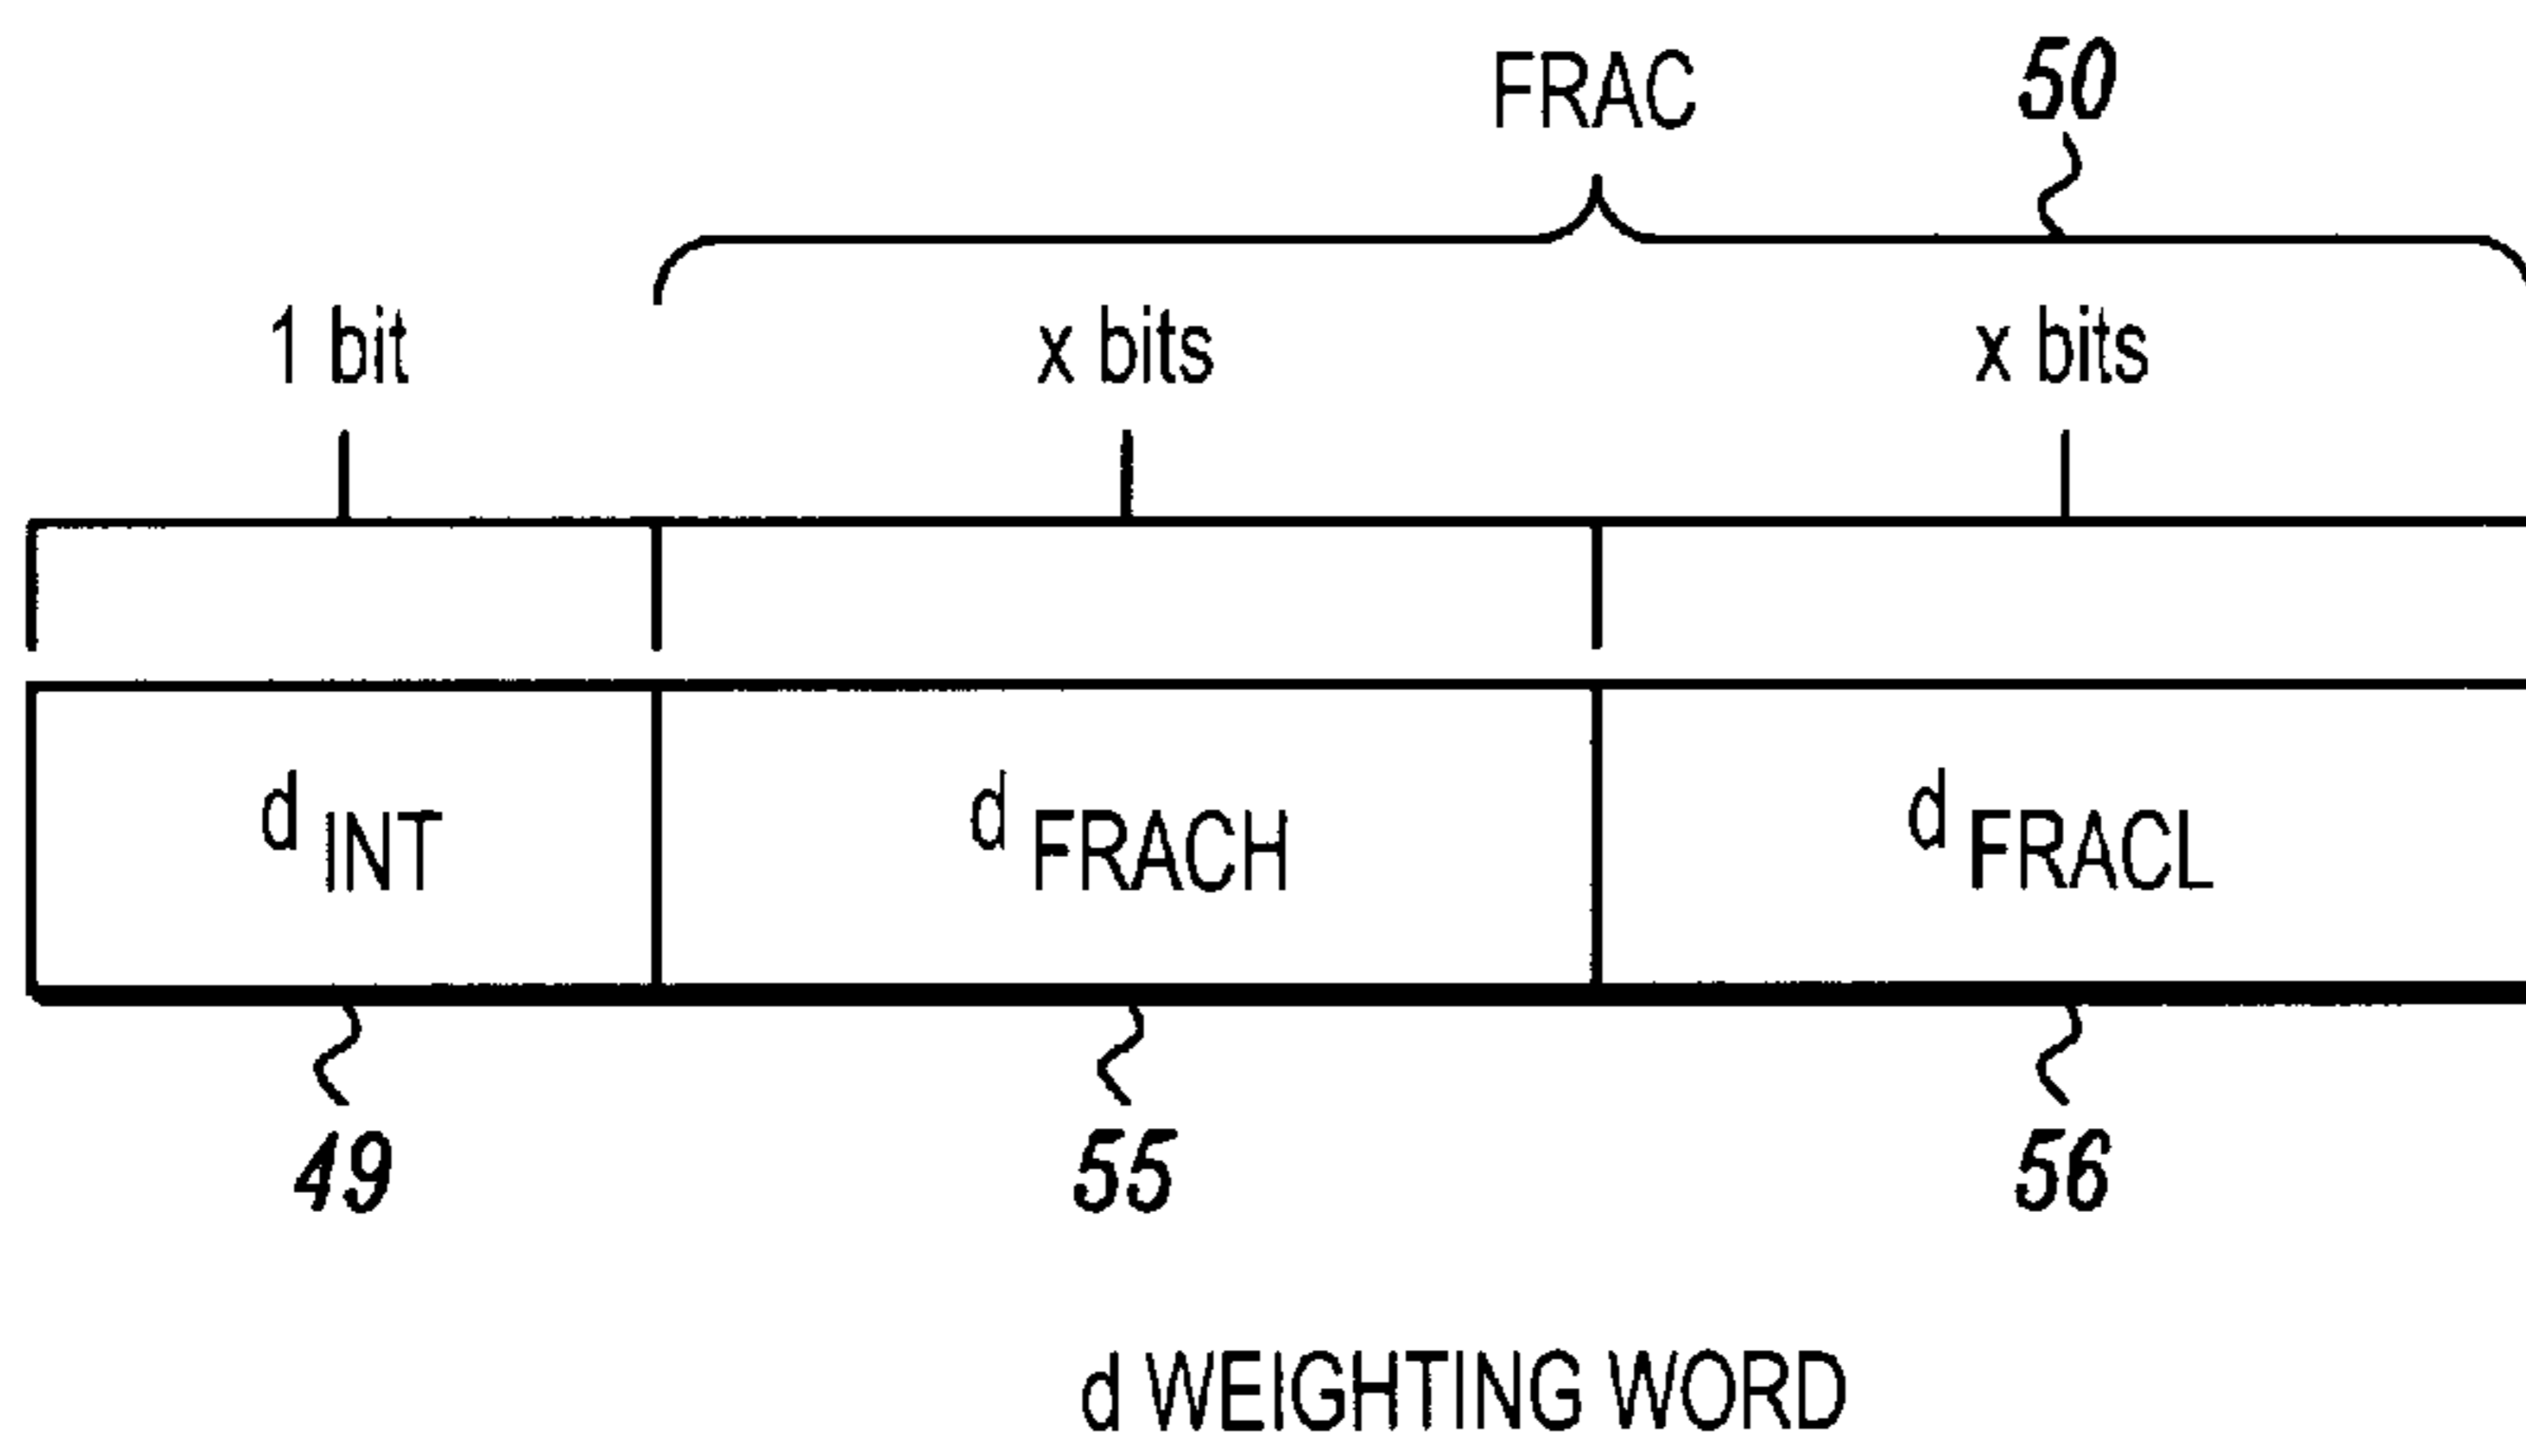 FRAC 50
1 bit x bits x bits
d INT d FRACH d FRACL
49 55 56
d WEIGHTING WORD